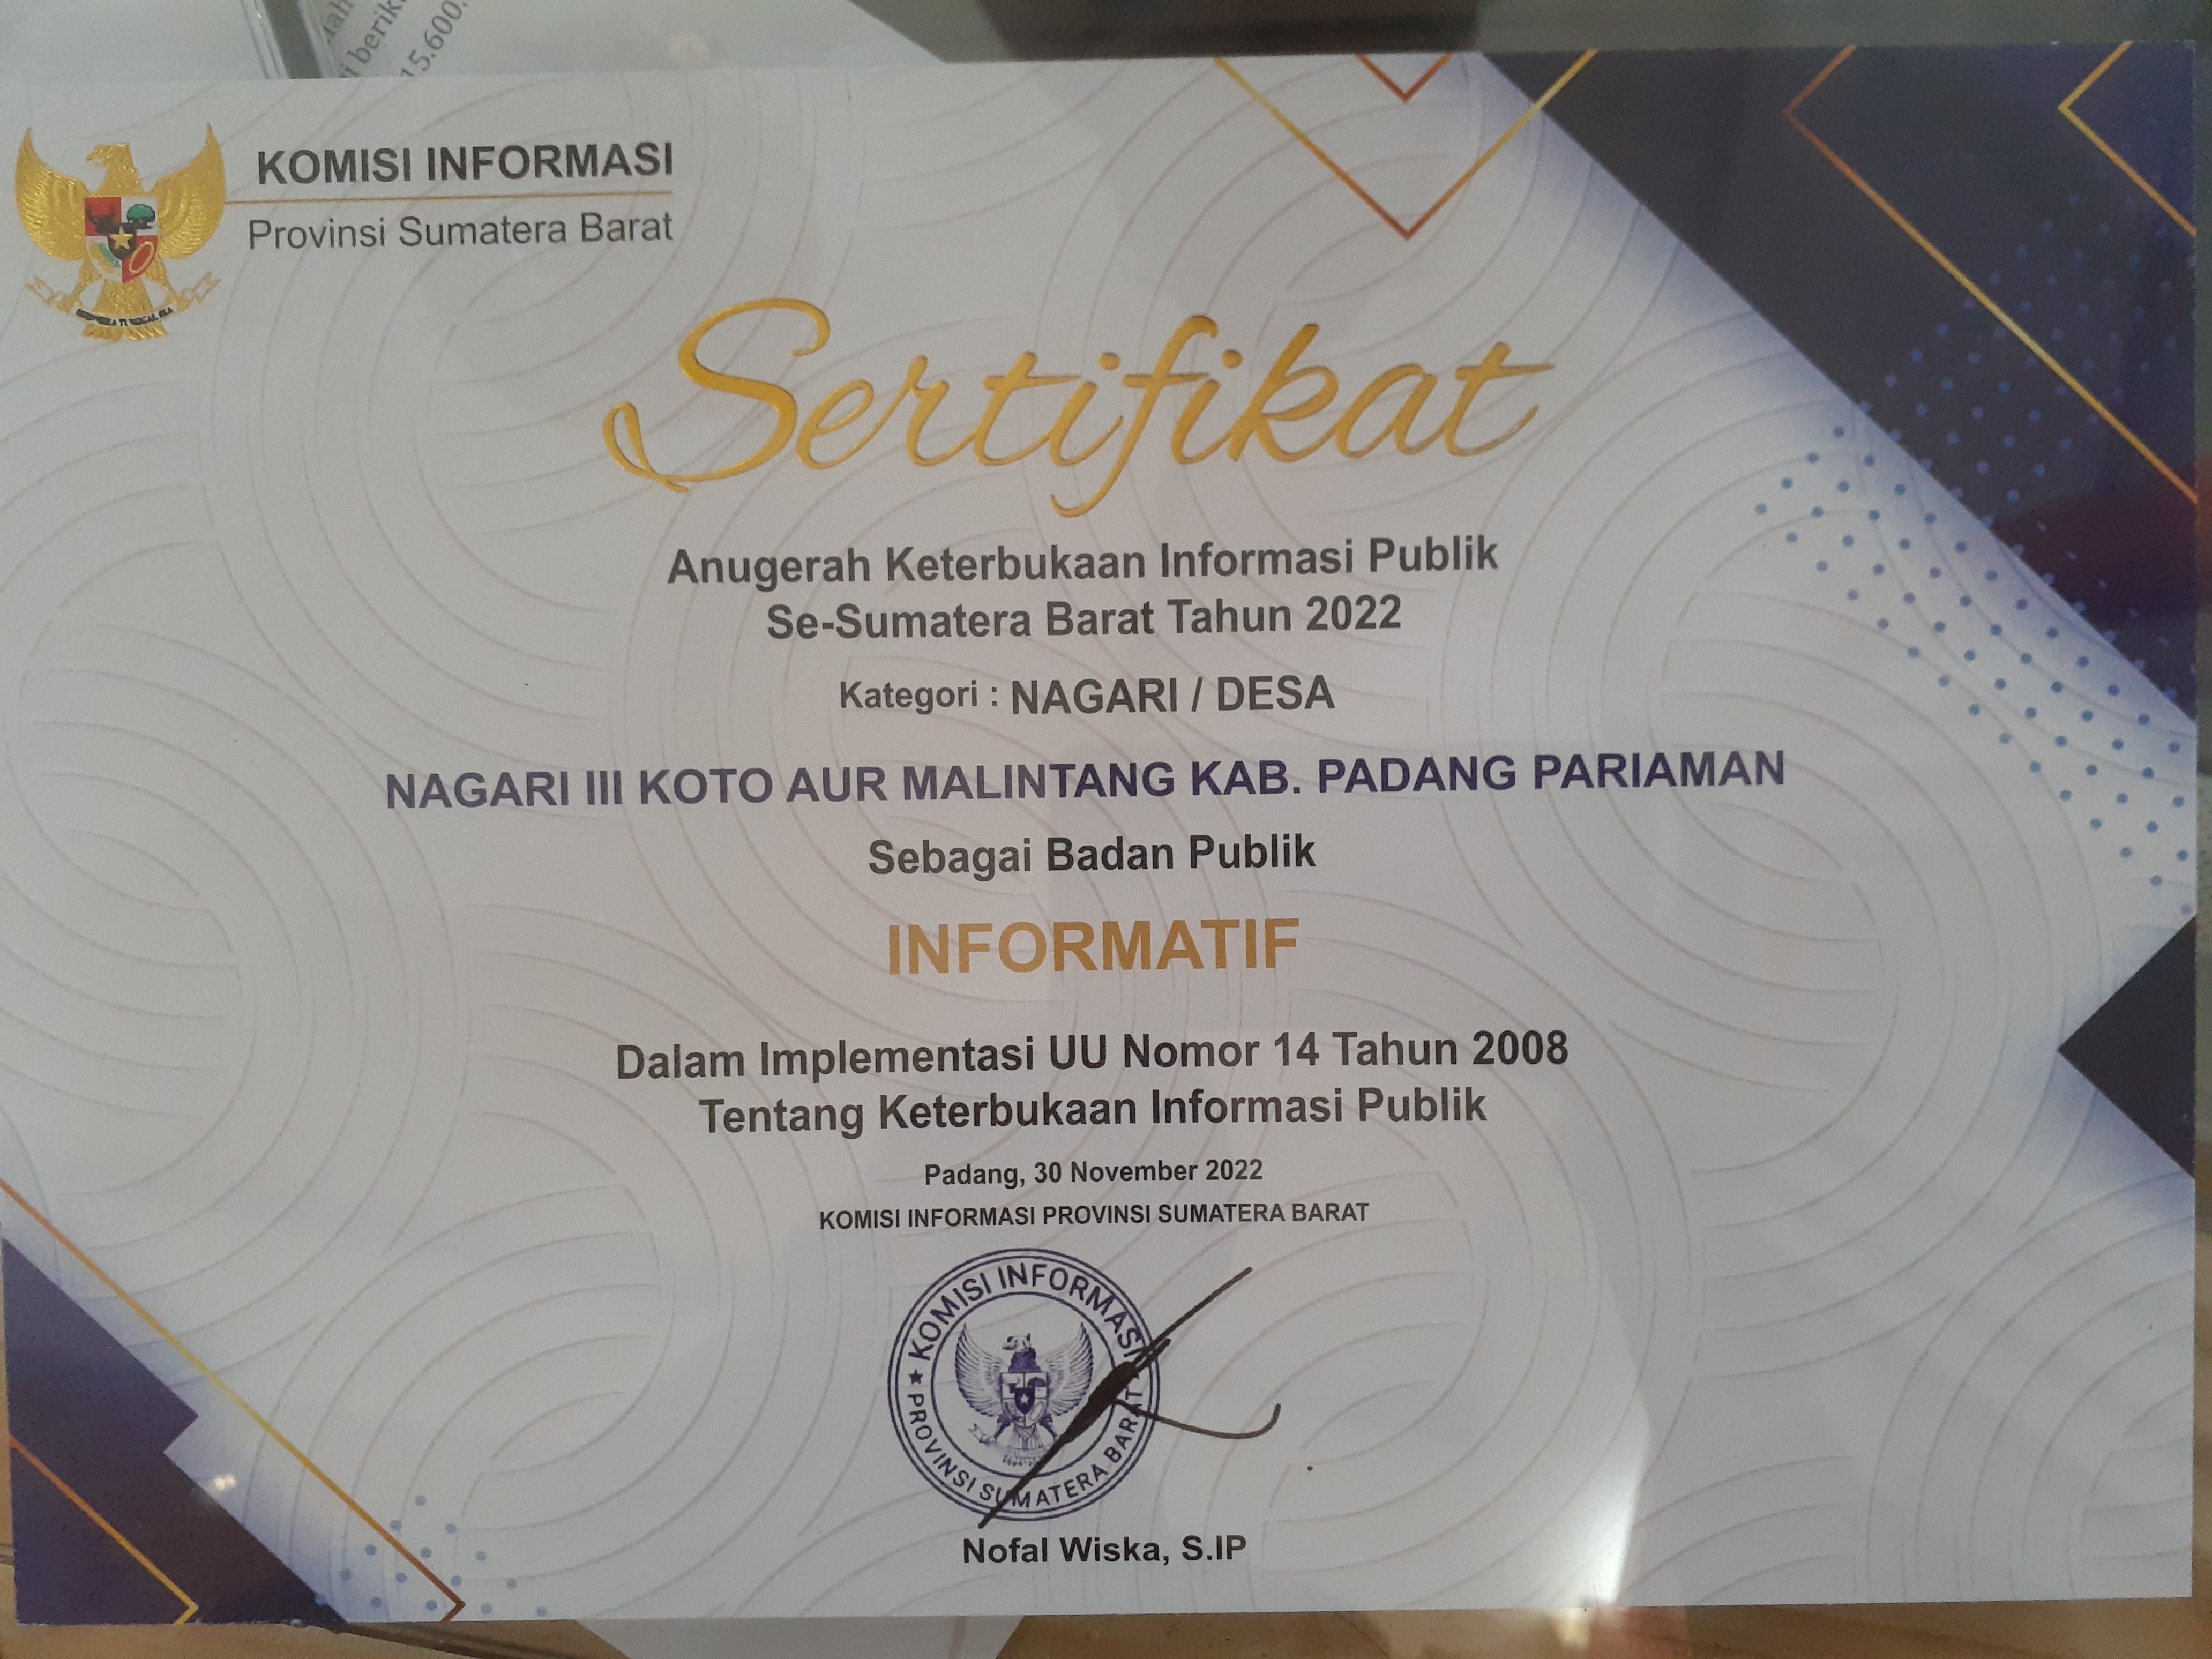 i berik
15.600.
KOMISI INFORMASI
Provinsi Sumatera Barat
Sertifikat
Anugerah Keterbukaan Informasi Publik
Se-Sumatera Barat Tahun 2022
Kategori : NAGARI / DESA
NAGARI III KOTO AUR MALINTANG KAB. PADANG PARIAMAN
Sebagai Badan Publik
INFORMATIF
Dalam Implementasi UU Nomor 14 Tahun 2008
Tentang Keterbukaan Informasi Publik
Padang, 30 November 2022
KOMISI INFORMASI PROVINSI SUMATERA BARAT
KOMISI INFORMASI
PROVINSI SUMATERA BARAT
Nofal Wiska, S.IP